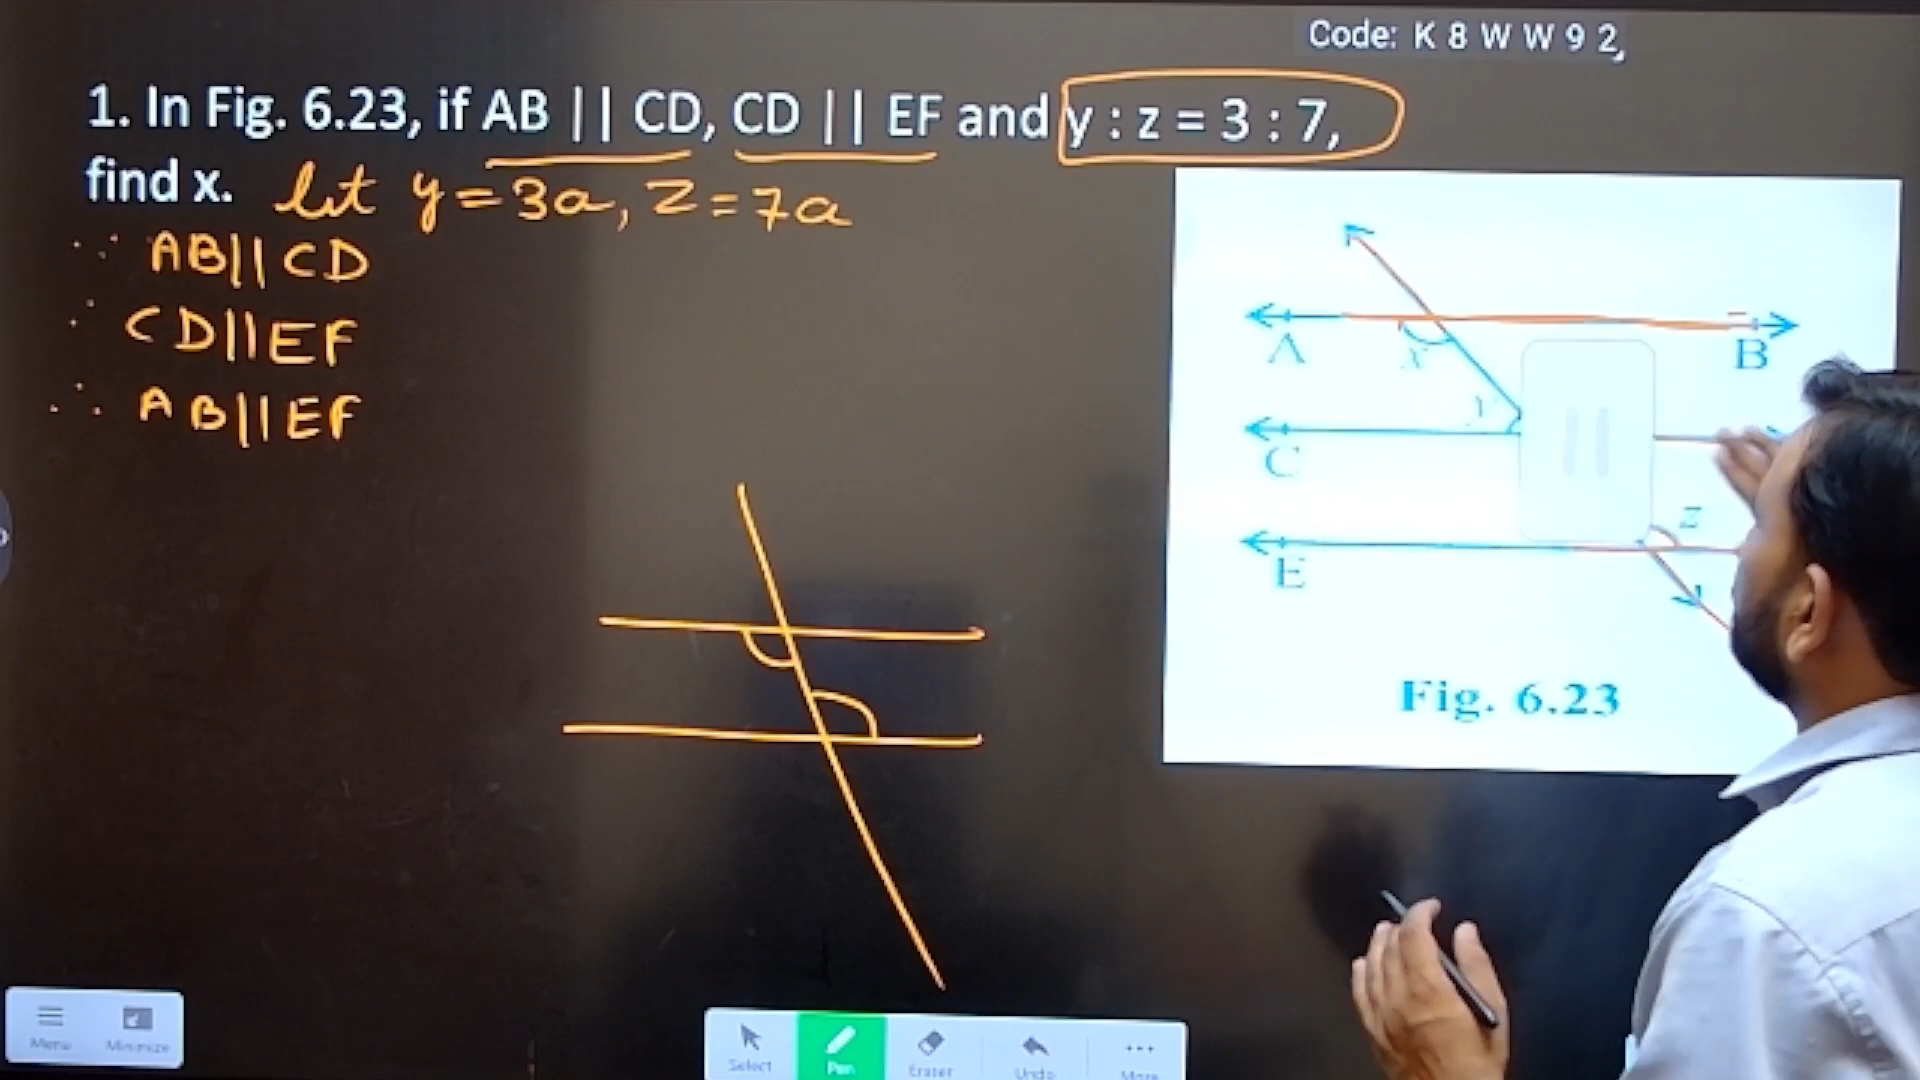 Code: K 8 W W 9 2,
1. In Fig. 6.23, if AB || CD, CD || EF and y : z = 3 : 7,
find x. let y = 3a, z = 7a
∵ AB || CD
CD || EF
∴ AB || EF
A
B
x
C
z
E
Fig. 6.23
Menu
Minimize
Select
Pen
Eraser
Undo
More